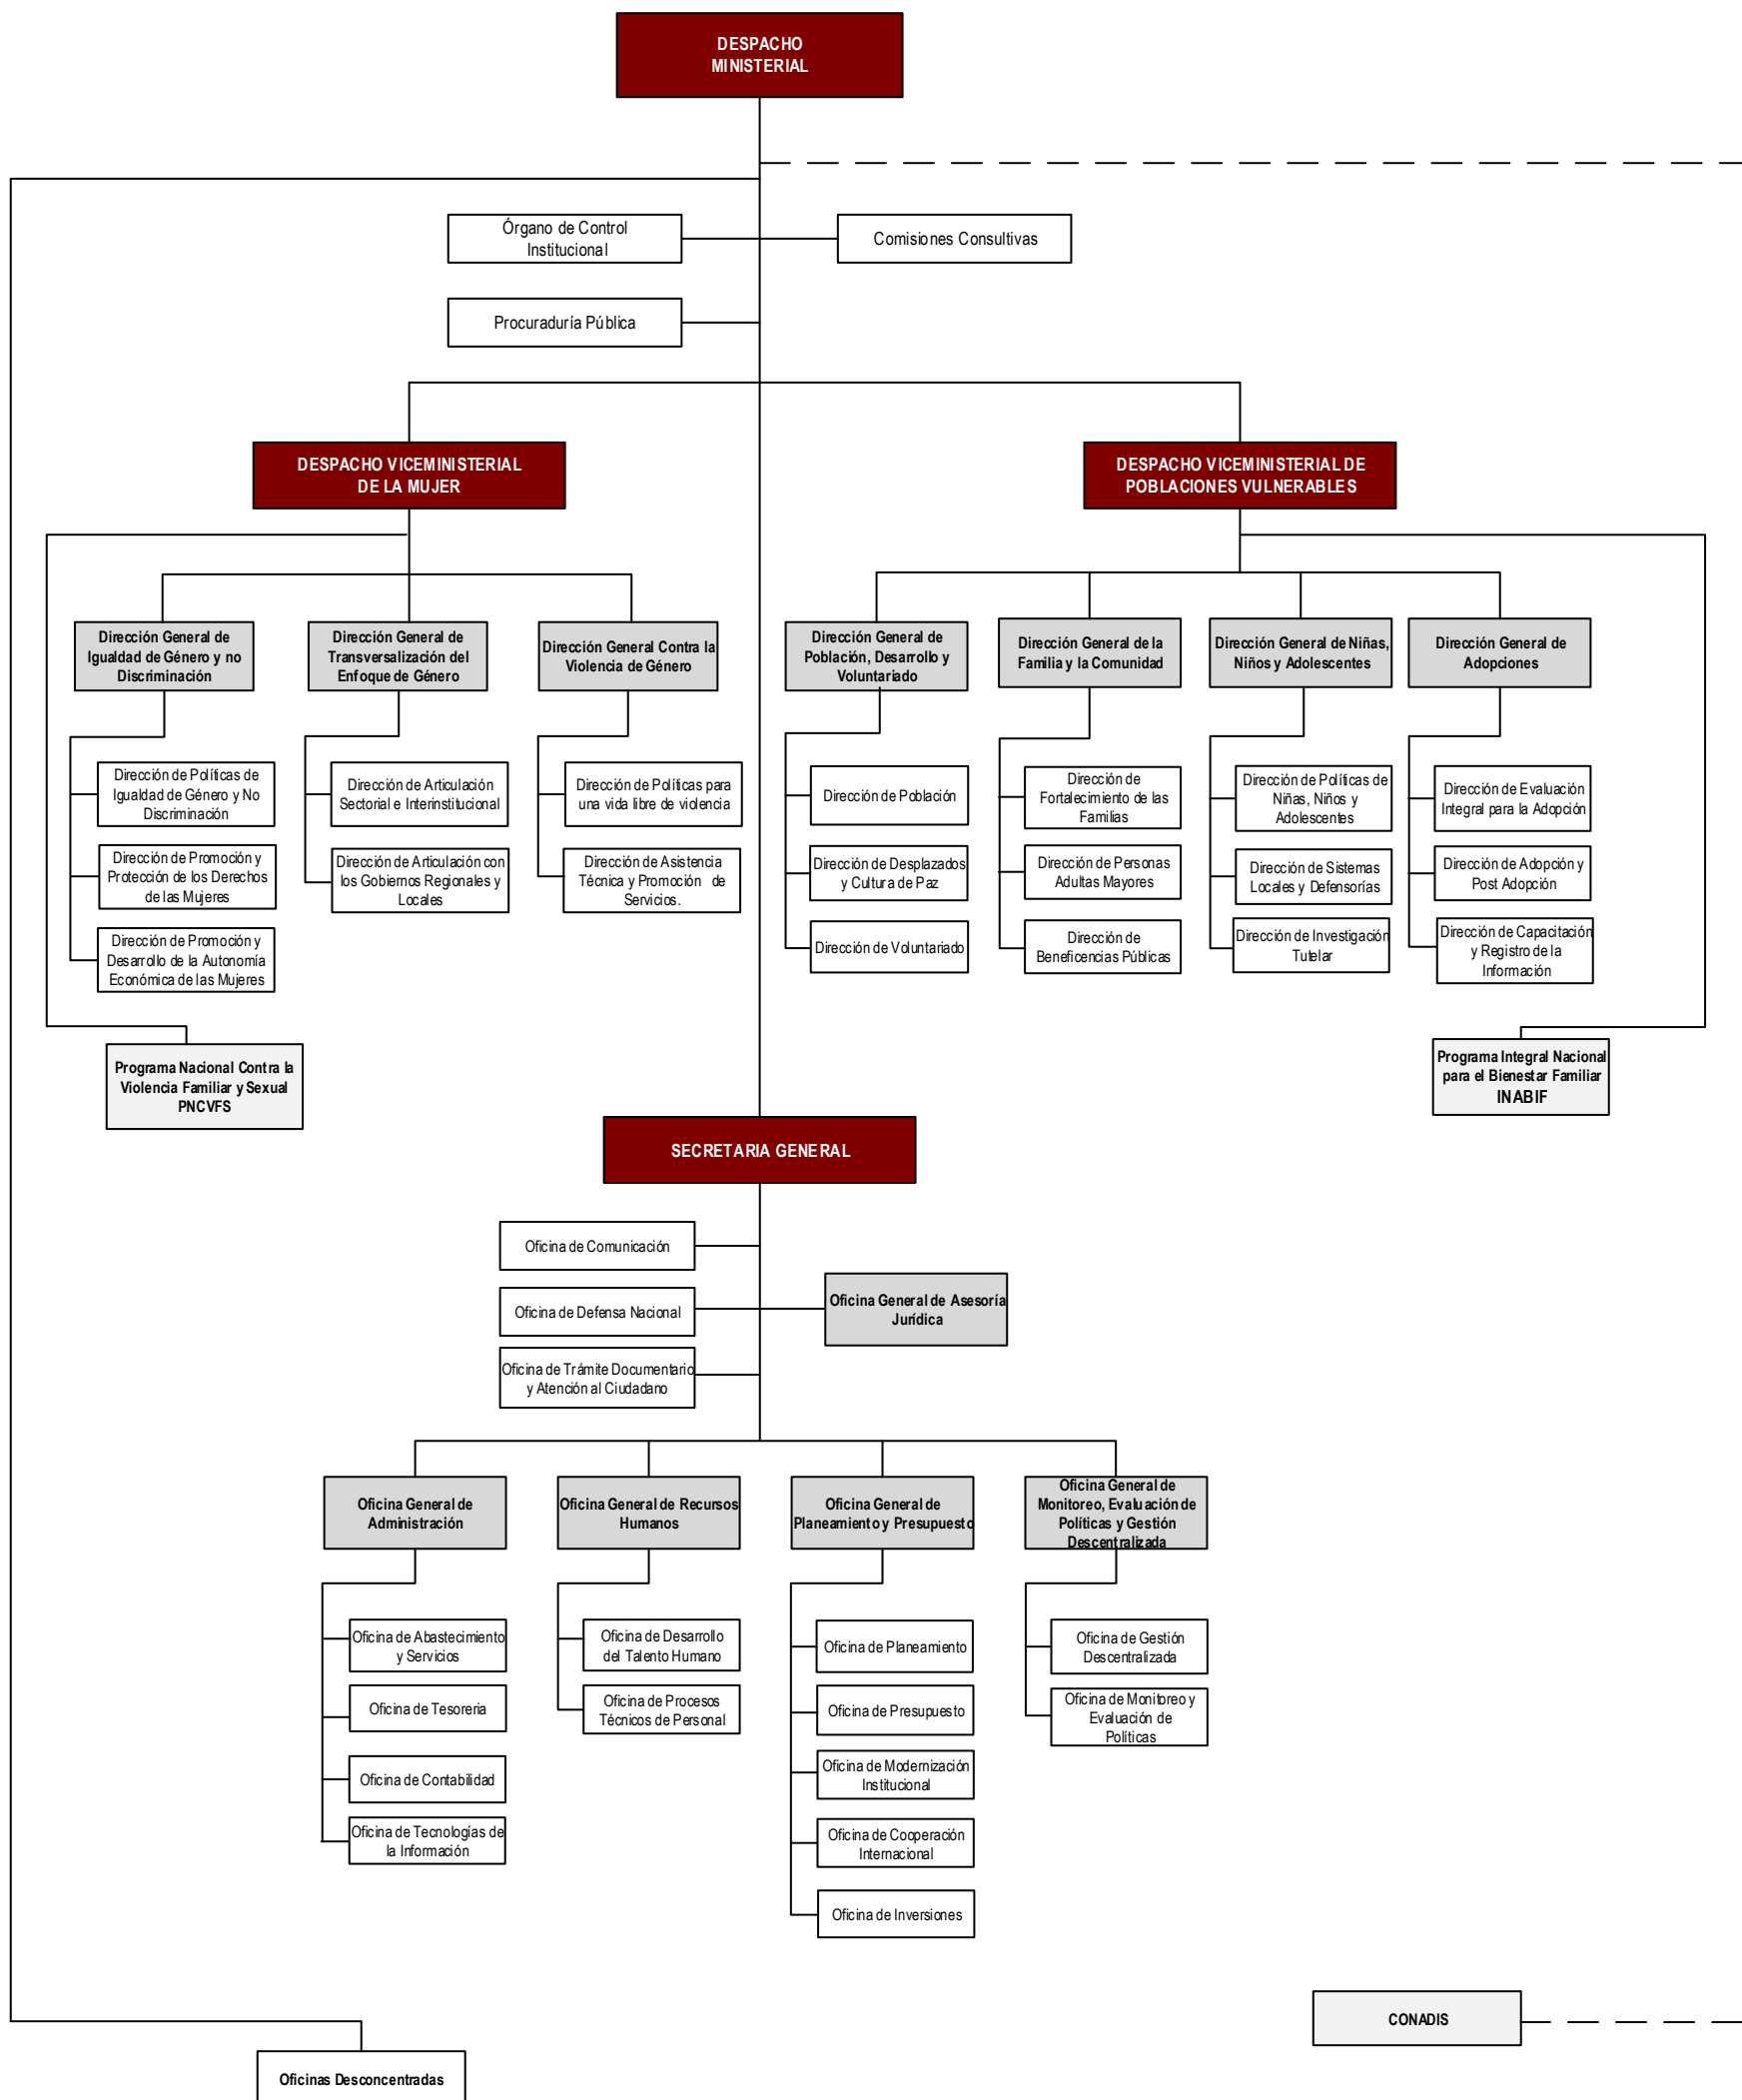 DESPACHO
MINISTERIAL
Órgano de Control
Institucional
Comisiones Consultivas
Procuraduría Pública
DESPACHO VICEMINISTERIAL
DE LA MUJER
DESPACHO VICEMINISTERIAL DE
POBLACIONES VULNERABLES
Dirección General de
Igualdad de Género y no
Discriminación
Dirección General de
Transversalización del
Enfoque de Género
Dirección General Contra la
Violencia de Género
Dirección General de
Población, Desarrollo y
Voluntariado
Dirección General de la
Familia y la Comunidad
Dirección General de Niñas,
Niños y Adolescentes
Dirección General de
Adopciones
Dirección de Políticas de
Igualdad de Género y No
Discriminación
Dirección de Promoción y
Protección de los Derechos
de las Mujeres
Dirección de Promoción y
Desarrollo de la Autonomía
Económica de las Mujeres
Dirección de Articulación
Sectorial e Interinstitucional
Dirección de Articulación con
los Gobiernos Regionales y
Locales
Dirección de Políticas para
una vida libre de violencia
Dirección de Asistencia
Técnica y Promoción de
Servicios.
Dirección de Población
Dirección de Desplazados
y Cultura de Paz
Dirección de Voluntariado
Dirección de
Fortalecimiento de las
Familias
Dirección de Personas
Adultas Mayores
Dirección de
Beneficencias Públicas
Dirección de Políticas de
Niñas, Niños y
Adolescentes
Dirección de Sistemas
Locales y Defensorías
Dirección de Investigación
Tutelar
Dirección de Evaluación
Integral para la Adopción
Dirección de Adopción y
Post Adopción
Dirección de Capacitación
y Registro de la
Información
Programa Nacional Contra la
Violencia Familiar y Sexual
PNCVFS
Programa Integral Nacional
para el Bienestar Familiar
INABIF
SECRETARIA GENERAL
Oficina de Comunicación
Oficina de Defensa Nacional
Oficina General de Asesoría
Jurídica
Oficina de Trámite Documentario
y Atención al Ciudadano
Oficina General de
Administración
Oficina General de Recursos
Humanos
Oficina General de
Planeamiento y Presupuesto
Oficina General de
Monitoreo, Evaluación de
Políticas y Gestión
Descentralizada
Oficina de Abastecimiento
y Servicios
Oficina de Tesoreria
Oficina de Contabilidad
Oficina de Tecnologías de
la Información
Oficina de Desarrollo
del Talento Humano
Oficina de Procesos
Técnicos de Personal
Oficina de Planeamiento
Oficina de Presupuesto
Oficina de Modernización
Institucional
Oficina de Cooperación
Internacional
Oficina de Inversiones
Oficina de Gestión
Descentralizada
Oficina de Monitoreo y
Evaluación de
Políticas
CONADIS
Oficinas Desconcentradas